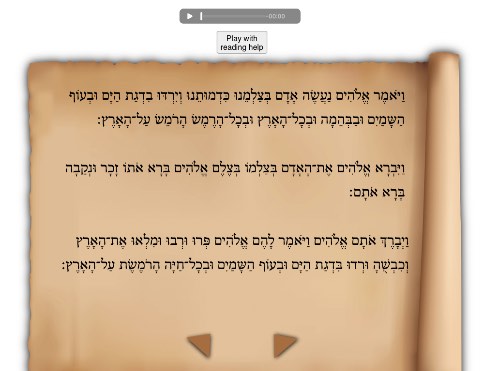 00:00
Play with
reading help
וַיֹּאמֶר אֱלֹהִים נַעֲשֶׂה אָדָם בְּצַלְמֵנוּ כִּדְמוּתֵנוּ וְיִרְדּוּ בִדְגַת הַיָּם וּבְעוֹף
הַשָּׁמַיִם וּבַבְּהֵמָה וּבְכָל־הָאָרֶץ וּבְכָל־הָרֶמֶשׂ הָרֹמֵשׂ עַל־הָאָרֶץ׃
וַיִּבְרָא אֱלֹהִים אֶת־הָאָדָם בְּצַלְמוֹ בְּצֶלֶם אֱלֹהִים בָּרָא אֹתוֹ זָכָר וּנְקֵבָה
בָּרָא אֹתָם׃
וַיְבָרֶךְ אֹתָם אֱלֹהִים וַיֹּאמֶר לָהֶם אֱלֹהִים פְּרוּ וּרְבוּ וּמִלְאוּ אֶת־הָאָרֶץ
וְכִבְשֻׁהָ וּרְדוּ בִּדְגַת הַיָּם וּבְעוֹף הַשָּׁמַיִם וּבְכָל־חַיָּה הָרֹמֶשֶׂת עַל־הָאָרֶץ׃